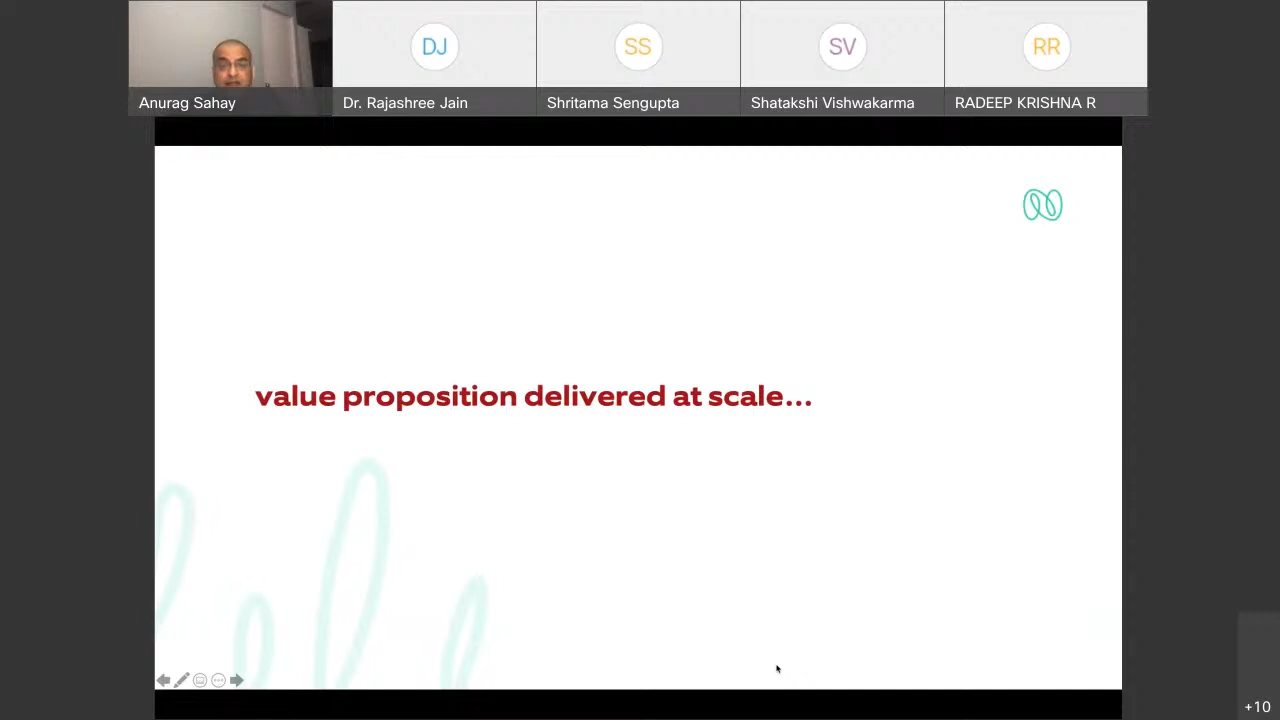 DJ
SS
SV
RR
Anurag Sahay
Dr. Rajashree Jain
Shritama Sengupta
Shatakshi Vishwakarma
RADEEP KRISHNA R
value proposition delivered at scale...
+10